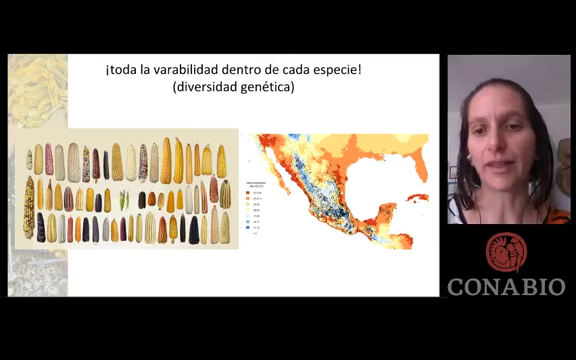 ¡toda la varabilidad dentro de cada especie!
(diversidad genética)
CONABIO